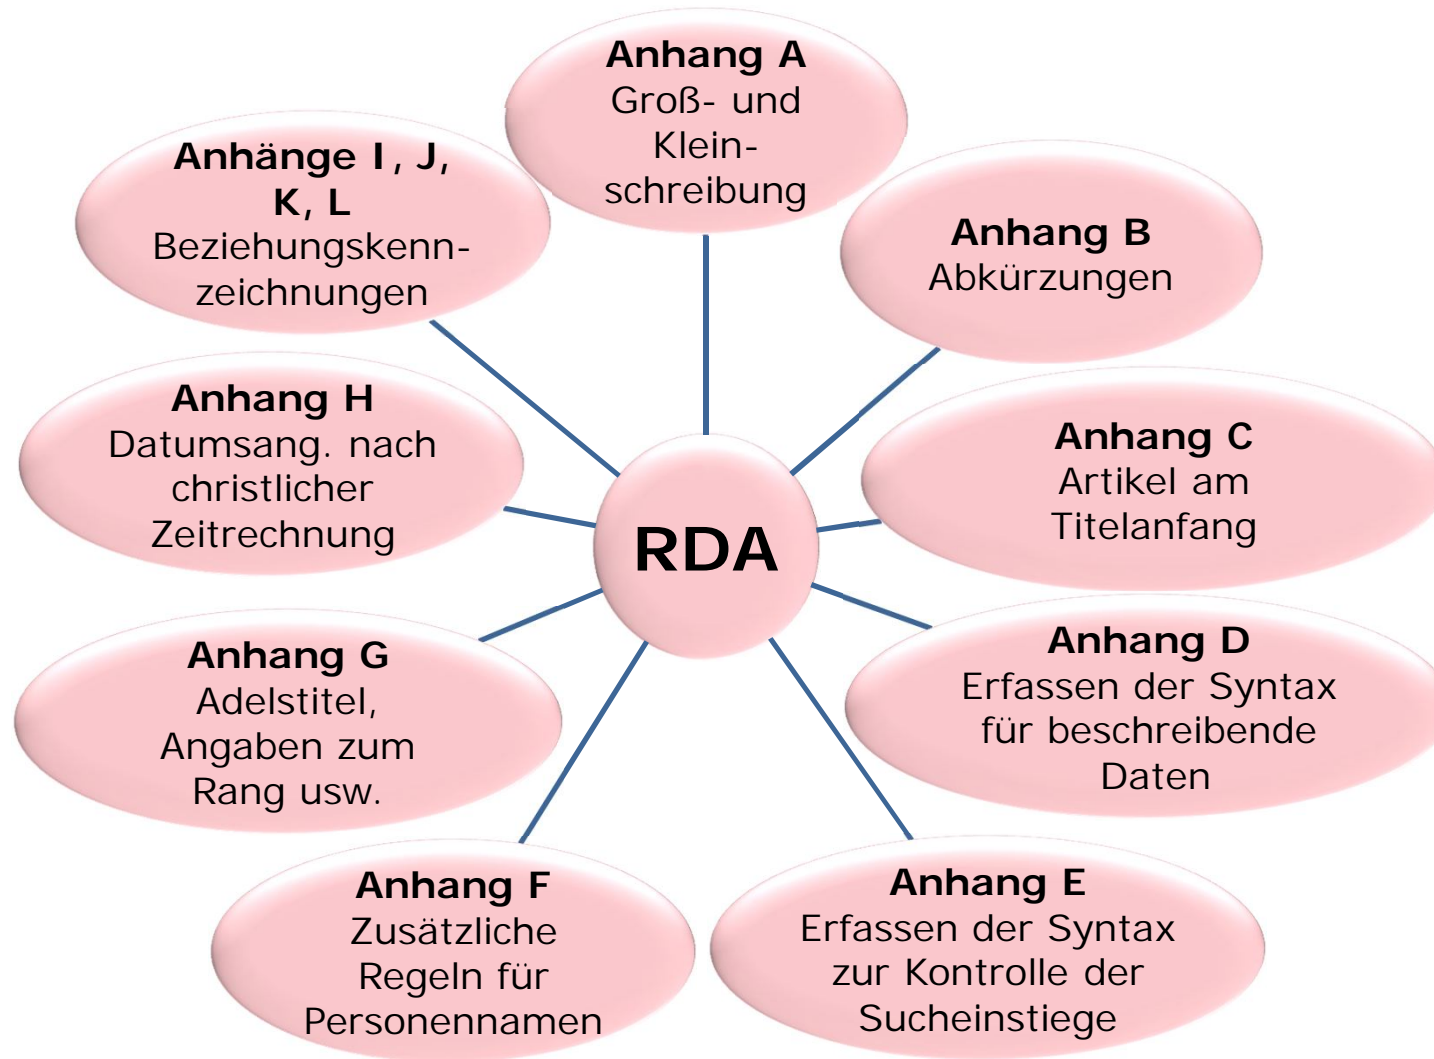 Anhang A
Groß- und
Klein-
schreibung
Anhang B
Abkürzungen
Anhang C
Artikel am
Titelanfang
Anhang D
Erfassen der Syntax
für beschreibende
Daten
Anhang E
Erfassen der Syntax
zur Kontrolle der
Sucheinstiege
Anhang F
Zusätzliche
Regeln für
Personennamen
Anhang G
Adelstitel,
Angaben zum
Rang usw.
Anhang H
Datumsang. nach
christlicher
Zeitrechnung
Anhänge I, J,
K, L
Beziehungskenn-
zeichnungen
RDA